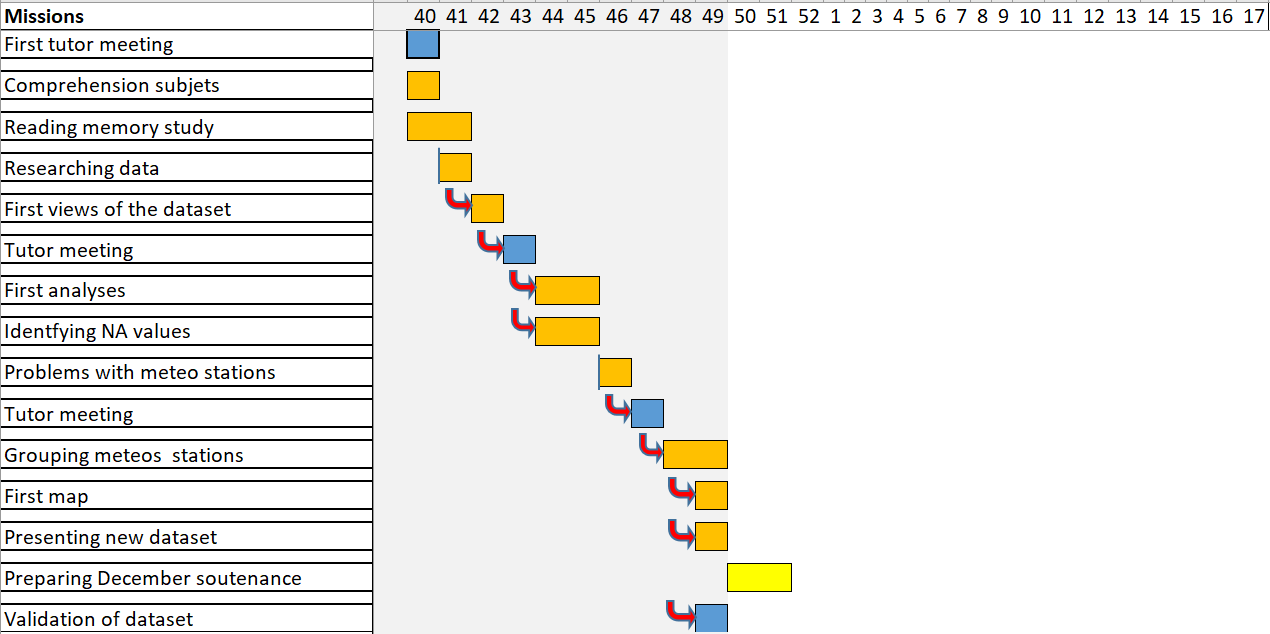 Missions 40 41 42 43 44 45 46 47 48 49 50 51 52 1 2 3 4 5 6 7 8 9 10 11 12 13 14 15 16 17
First tutor meeting
Comprehension subjets
Reading memory study
Researching data
First views of the dataset
Tutor meeting
First analyses
Identfying NA values
Problems with meteo stations
Tutor meeting
Grouping meteos stations
First map
Presenting new dataset
Preparing December soutenance
Validation of dataset